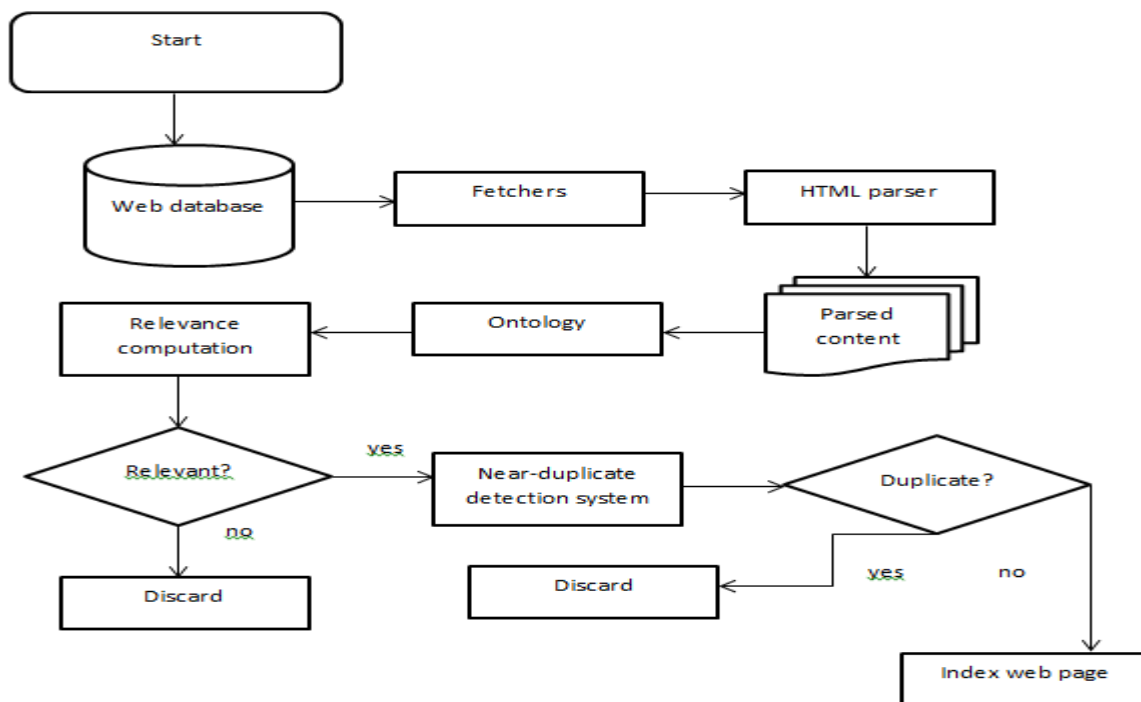 Start
Web database
Fetchers
HTML parser
Parsed
content
Ontology
Relevance
computation
Relevant?
yes
no
Discard
Near-duplicate
detection system
Duplicate?
yes
no
Discard
Index web page